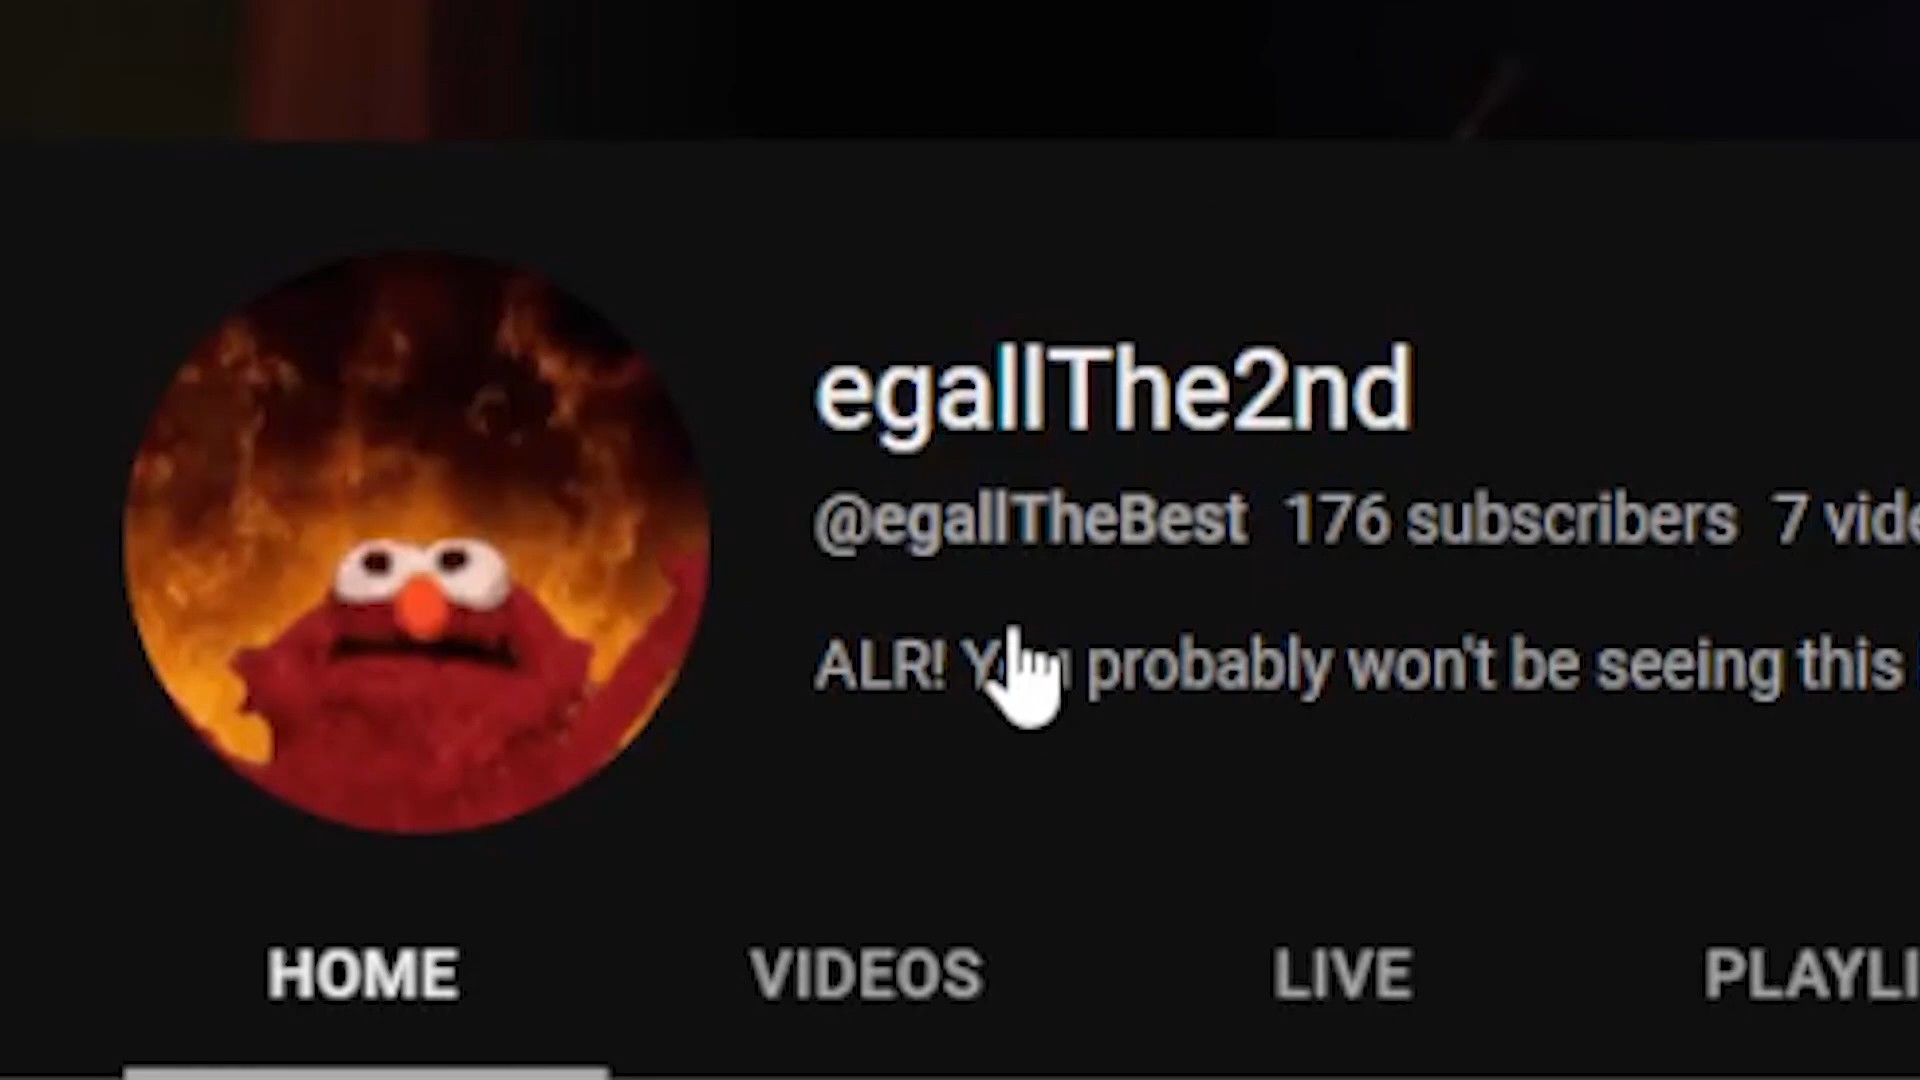 egallThe2nd
@egallTheBest 176 subscribers 7 vide
ALR! You probably won't be seeing this
HOME VIDEOS LIVE PLAYLI